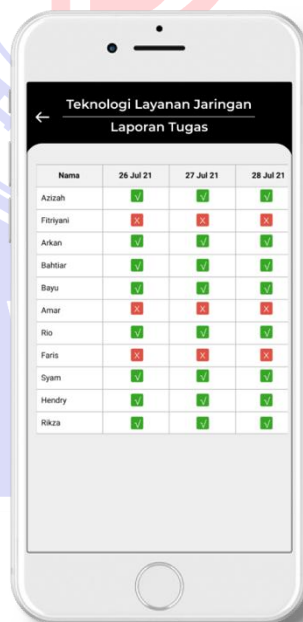 Teknologi Layanan Jaringan
Laporan Tugas
Nama 26 Jul 21 27 Jul 21 28 Jul 21
Azizah √ √ √
Fitriyani X X X
Arkan √ √ √
Bahtiar √ √ √
Bayu √ √ √
Amar X X X
Rio √ √ √
Faris X X X
Syam √ √ √
Hendry √ √ √
Rikza √ √ √